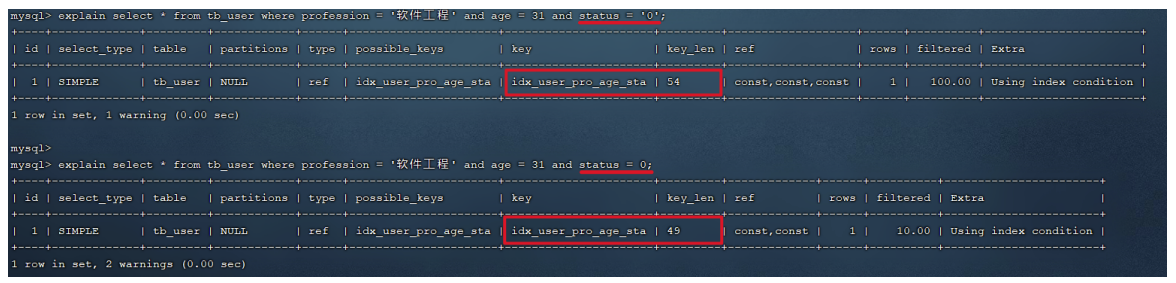 mysql> explain select * from tb_user where profession = '软件工程' and age = 31 and status = '0';
+----+-------------+---------+------------+------+----------------------+----------------------+---------+-------------------+------+----------+-----------------------+
| id | select_type | table | partitions | type | possible_keys | key | key_len | ref | rows | filtered | Extra |
+----+-------------+---------+------------+------+----------------------+----------------------+---------+-------------------+------+----------+-----------------------+
| 1 | SIMPLE | tb_user | NULL | ref | idx_user_pro_age_sta | idx_user_pro_age_sta | 54 | const,const,const | 1 | 100.00 | Using index condition |
+----+-------------+---------+------------+------+----------------------+----------------------+---------+-------------------+------+----------+-----------------------+
1 row in set, 1 warning (0.00 sec)
mysql>
mysql> explain select * from tb_user where profession = '软件工程' and age = 31 and status = 0;
+----+-------------+---------+------------+------+----------------------+----------------------+---------+-------------+------+----------+-----------------------+
| id | select_type | table | partitions | type | possible_keys | key | key_len | ref | rows | filtered | Extra |
+----+-------------+---------+------------+------+----------------------+----------------------+---------+-------------+------+----------+-----------------------+
| 1 | SIMPLE | tb_user | NULL | ref | idx_user_pro_age_sta | idx_user_pro_age_sta | 49 | const,const | 1 | 10.00 | Using index condition |
+----+-------------+---------+------------+------+----------------------+----------------------+---------+-------------+------+----------+-----------------------+
1 row in set, 2 warnings (0.00 sec)